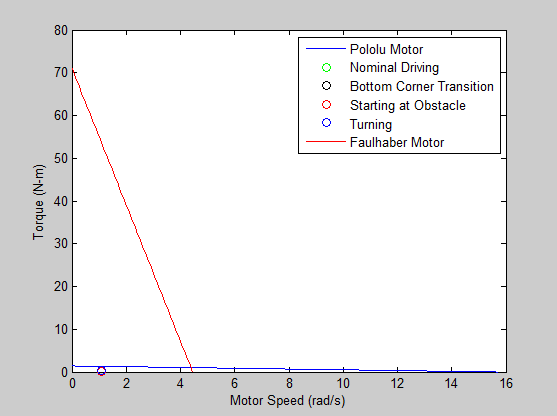 80
70
60
50
40
30
20
10
0
Torque (N-m)
Pololu Motor
Nominal Driving
Bottom Corner Transition
Starting at Obstacle
Turning
Faulhaber Motor
0 2 4 6 8 10 12 14 16
Motor Speed (rad/s)